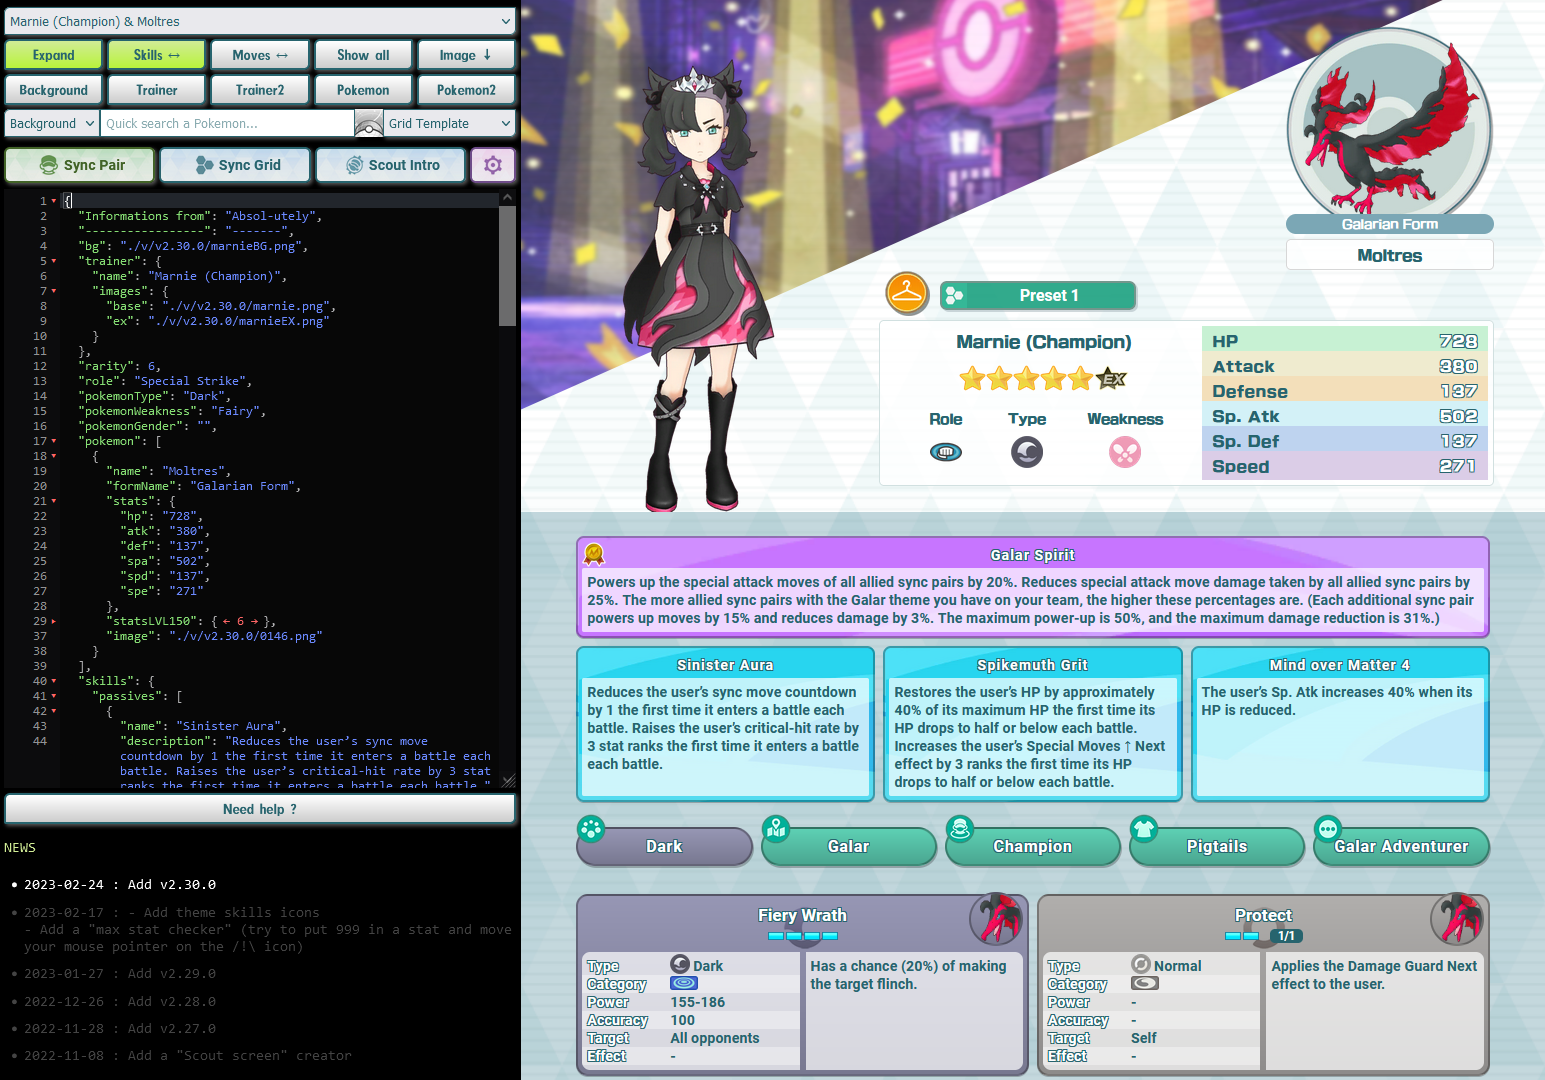 Marnie (Champion) & Moltres
Expand
Skills ↔
Moves ↔
Show all
Image ↓
Background
Trainer
Trainer2
Pokemon
Pokemon2
Background
Quick search a Pokemon...
Grid Template
Sync Pair
Sync Grid
Scout Intro
1 {
2 "Informations from": "Absol-utely",
3 "-----------------": "-------",
4 "bg": "./v/v2.30.0/marnieBG.png",
5 "trainer": {
6 "name": "Marnie (Champion)",
7 "images": {
8 "base": "./v/v2.30.0/marnie.png",
9 "ex": "./v/v2.30.0/marnieEX.png"
10 }
11 },
12 "rarity": 6,
13 "role": "Special Strike",
14 "pokemonType": "Dark",
15 "pokemonWeakness": "Fairy",
16 "pokemonGender": "",
17 "pokemon": [
18 {
19 "name": "Moltres",
20 "formName": "Galarian Form",
21 "stats": {
22 "hp": "728",
23 "atk": "380",
24 "def": "137",
25 "spa": "502",
26 "spd": "137",
27 "spe": "271"
28 },
29 "statsLVL150": { ← 6 → },
37 "image": "./v/v2.30.0/0146.png"
38 }
39 ],
40 "skills": {
41 "passives": [
42 {
43 "name": "Sinister Aura",
44 "description": "Reduces the user's sync move
countdown by 1 the first time it enters a battle each
battle. Raises the user's critical-hit rate by 3 stat
ranks the first time it enters a battle each battle."
Need help ?
NEWS
• 2023-02-24 : Add v2.30.0
• 2023-02-17 : - Add theme skills icons
- Add a "max stat checker" (try to put 999 in a stat and move
your mouse pointer on the /!\ icon)
• 2023-01-27 : Add v2.29.0
• 2022-12-26 : Add v2.28.0
• 2022-11-28 : Add v2.27.0
• 2022-11-08 : Add a "Scout screen" creator
Galarian Form
Moltres
Preset 1
Marnie (Champion)
EX
Role
Type
Weakness
HP 728
Attack 380
Defense 137
Sp. Atk 502
Sp. Def 137
Speed 271
Galar Spirit
Powers up the special attack moves of all allied sync pairs by 20%. Reduces special attack move damage taken by all allied sync pairs by
25%. The more allied sync pairs with the Galar theme you have on your team, the higher these percentages are. (Each additional sync pair
powers up moves by 15% and reduces damage by 3%. The maximum power-up is 50%, and the maximum damage reduction is 31%.)
Sinister Aura
Reduces the user's sync move countdown
by 1 the first time it enters a battle each
battle. Raises the user's critical-hit rate by
3 stat ranks the first time it enters a battle
each battle.
Spikemuth Grit
Restores the user's HP by approximately
40% of its maximum HP the first time its
HP drops to half or below each battle.
Increases the user's Special Moves ↑ Next
effect by 3 ranks the first time its HP
drops to half or below each battle.
Mind over Matter 4
The user's Sp. Atk increases 40% when its
HP is reduced.
Dark
Galar
Champion
Pigtails
Galar Adventurer
Fiery Wrath
Type Dark
Category
Power 155-186
Accuracy 100
Target All opponents
Effect -
Has a chance (20%) of making
the target flinch.
Protect
1/1
Type Normal
Category
Power -
Accuracy -
Target Self
Effect -
Applies the Damage Guard Next
effect to the user.